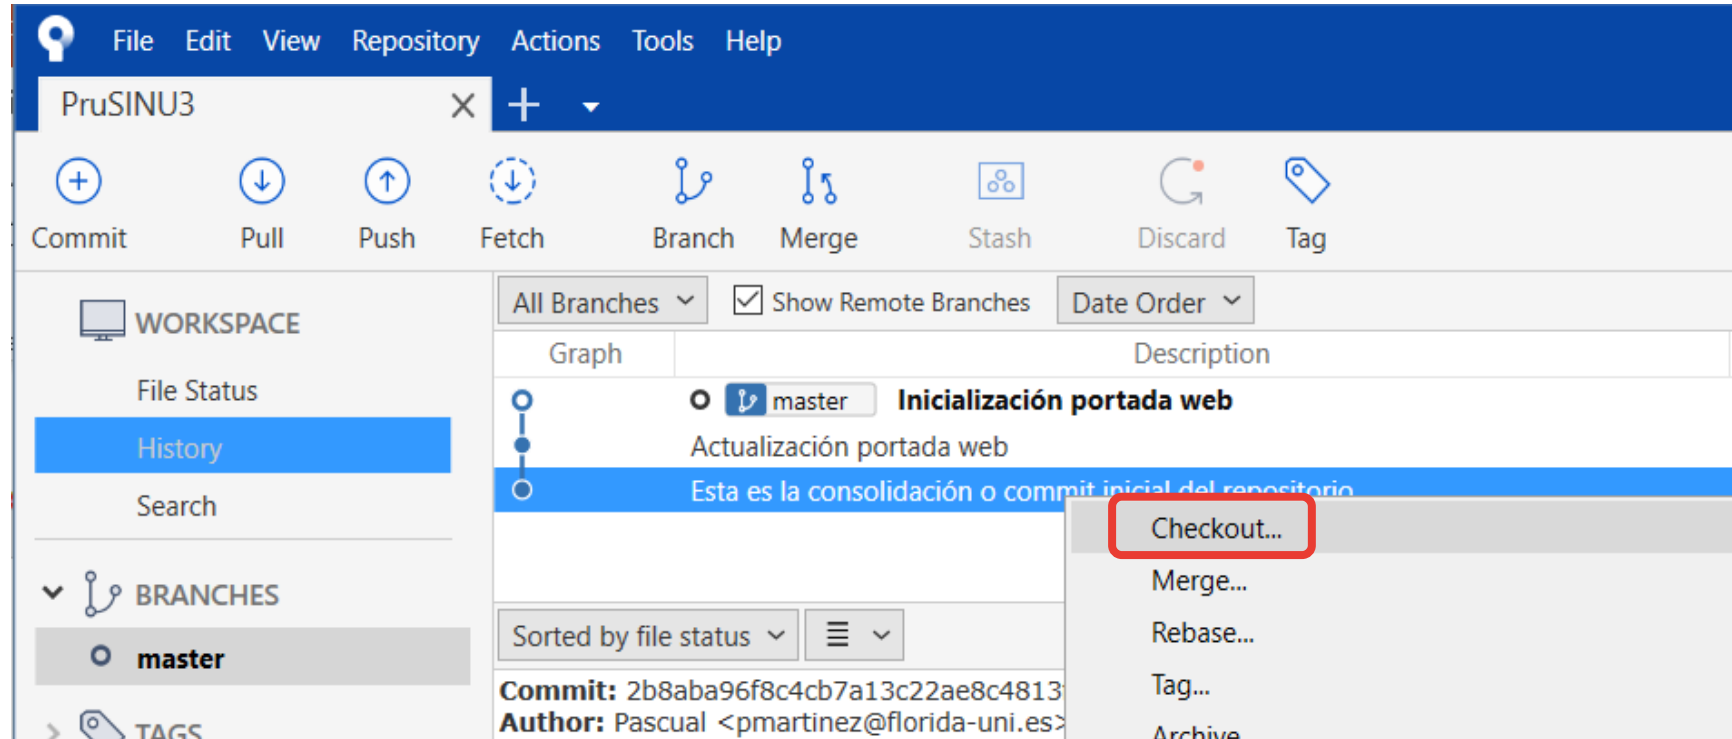 File Edit View Repository Actions Tools Help
PruSINU3
Commit Pull Push Fetch Branch Merge Stash Discard Tag
WORKSPACE
File Status
History
Search
BRANCHES
master
TAGS
All Branches Show Remote Branches Date Order
Graph Description
master Inicialización portada web
Actualización portada web
Esta es la consolidación o commit inicial del repositorio
Checkout...
Merge...
Rebase...
Tag...
Archive
Sorted by file status
Commit: 2b8aba96f8c4cb7a13c22ae8c4813
Author: Pascual <pmartinez@florida-uni.es>